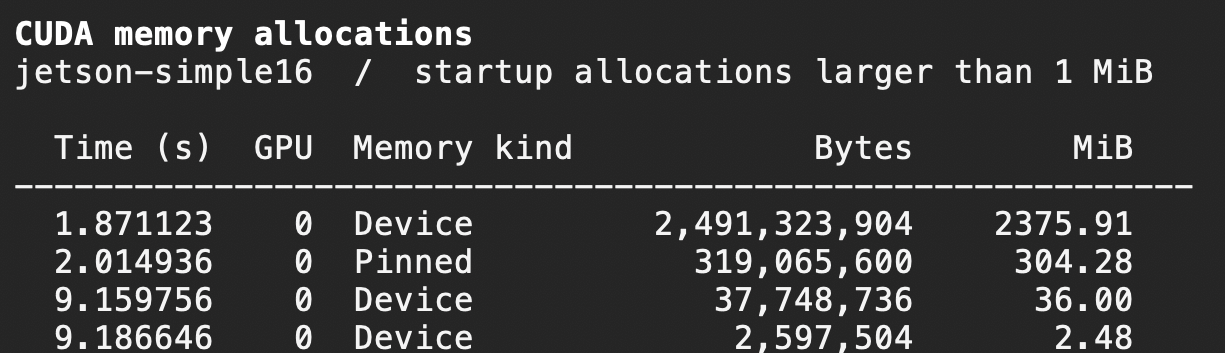 CUDA memory allocations
jetson-simple16  /  startup allocations larger than 1 MiB
Time (s)  GPU  Memory kind  Bytes  MiB
-----------------------------------------------------------
1.871123  0  Device  2,491,323,904  2375.91
2.014936  0  Pinned  319,065,600  304.28
9.159756  0  Device  37,748,736  36.00
9.186646  0  Device  2,597,504  2.48